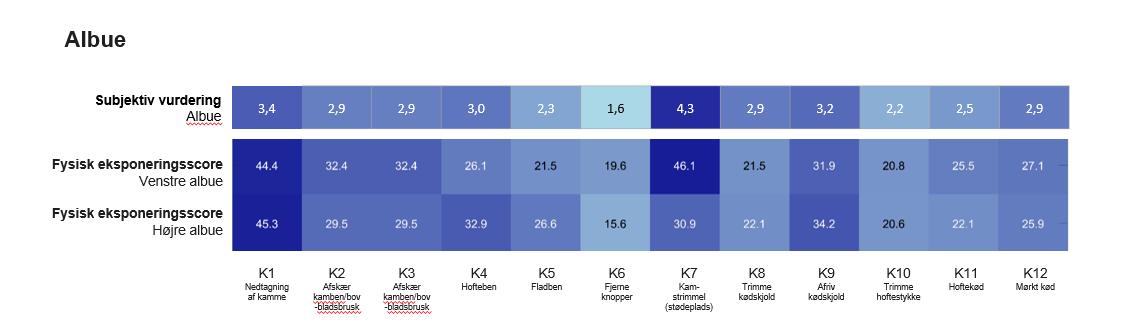 Albue
Subjektiv vurdering
Albue
3,4 2,9 2,9 3,0 2,3 1,6 4,3 2,9 3,2 2,2 2,5 2,9
Fysisk eksponeringsscore
Venstre albue
44.4 32.4 32.4 26.1 21.5 19.6 46.1 21.5 31.9 20.8 25.5 27.1
Fysisk eksponeringsscore
Højre albue
45.3 29.5 29.5 32.9 26.6 15.6 30.9 22.1 34.2 20.6 22.1 25.9
K1 K2 K3 K4 K5 K6 K7 K8 K9 K10 K11 K12
Nedtagning Afskær Afskær Hofteben Fladben Fjerne Kam- Trimme Afriv Trimme Hoftekød Mørkt kød
af kamme kamben/bov kamben/bov knopper strimmel kødskjold kødskjold hoftestykke
-bladsbrusk -bladsbrusk (stødeplads)